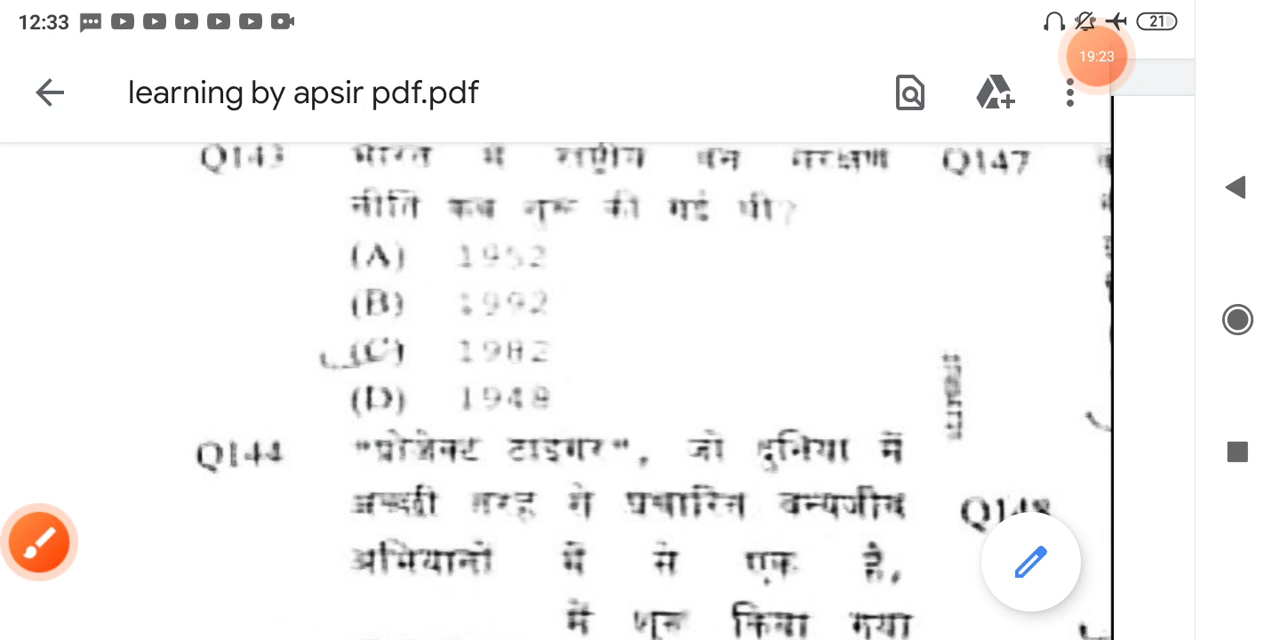 12:33
21
19:23
learning by apsir pdf.pdf
Q143 भारत में राष्ट्रीय वन संरक्षण
नीति कब शुरू की गई थी?
(A) 1952
(B) 1992
(C) 1982
(D) 1948
Q144 "प्रोजेक्ट टाइगर", जो दुनिया में
अच्छी तरह से प्रचारित वन्यजीव
अभियानों में से एक है,
में शुरू किया गया
Q147
Q148